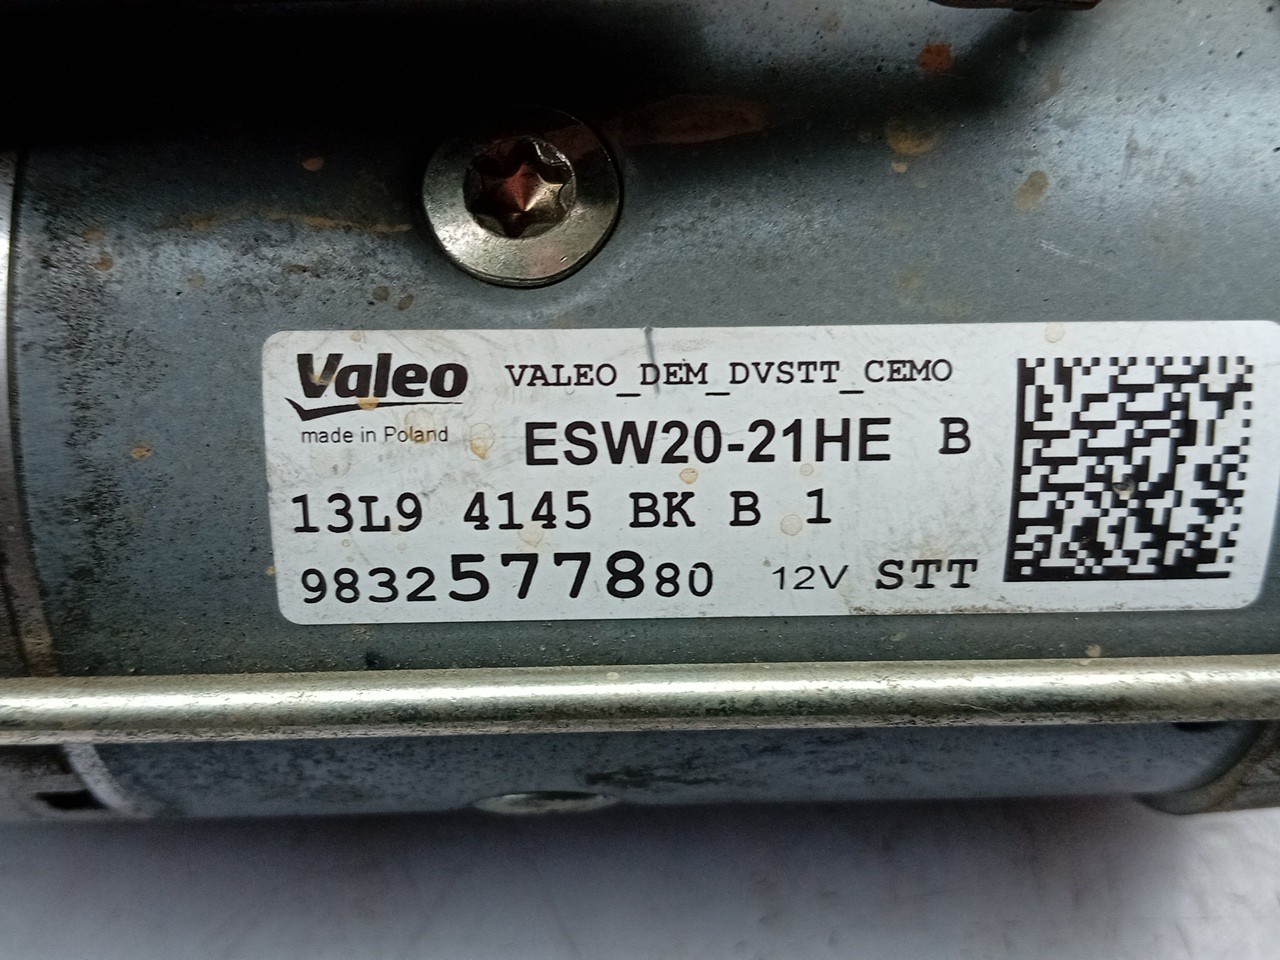 Valeo VALEO_DEM_DVSTT_CEMO
made in Poland ESW20-21HE B
13L9 4145 BK B 1
9832577880 12V STT